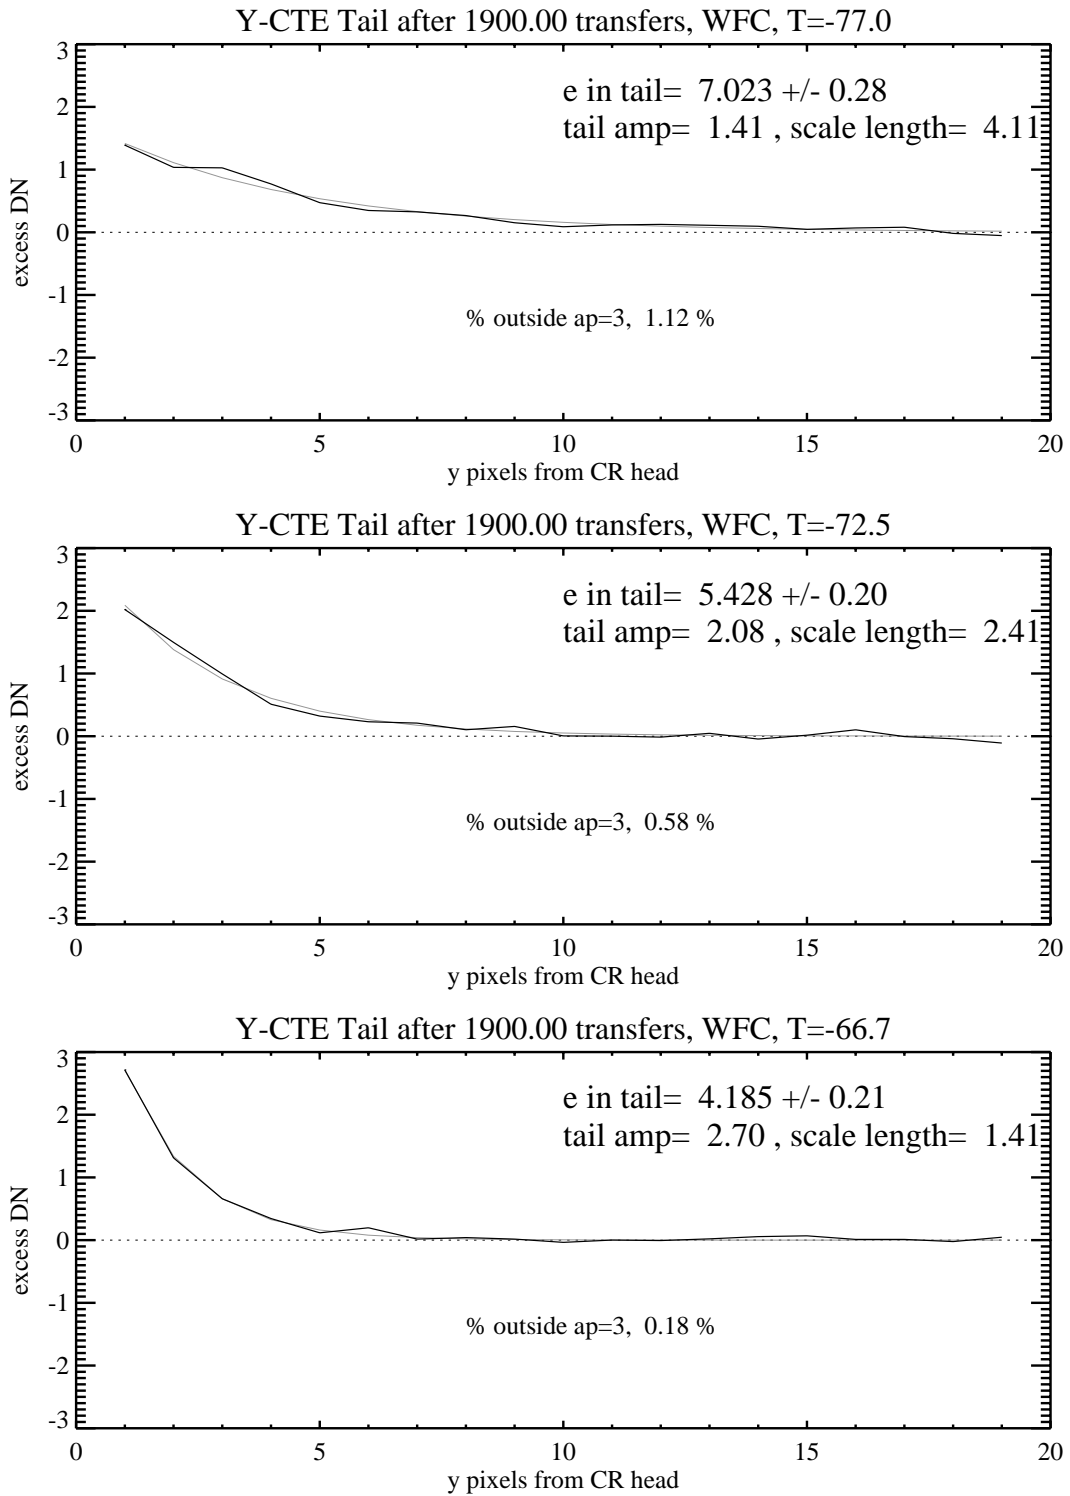 Y-CTE Tail after 1900.00 transfers, WFC, T=-77.0
3
2
1
0
-1
-2
-3
excess DN
e in tail= 7.023 +/- 0.28
tail amp= 1.41 , scale length= 4.11
% outside ap=3, 1.12 %
0 5 10 15 20
y pixels from CR head
Y-CTE Tail after 1900.00 transfers, WFC, T=-72.5
3
2
1
0
-1
-2
-3
excess DN
e in tail= 5.428 +/- 0.20
tail amp= 2.08 , scale length= 2.41
% outside ap=3, 0.58 %
0 5 10 15 20
y pixels from CR head
Y-CTE Tail after 1900.00 transfers, WFC, T=-66.7
3
2
1
0
-1
-2
-3
excess DN
e in tail= 4.185 +/- 0.21
tail amp= 2.70 , scale length= 1.41
% outside ap=3, 0.18 %
0 5 10 15 20
y pixels from CR head